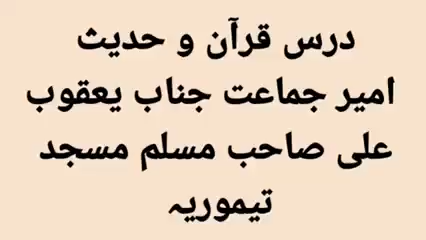 درس قرآن و حدیث
امیر جماعت جناب یعقوب
علی صاحب مسلم مسجد
تیموریہ